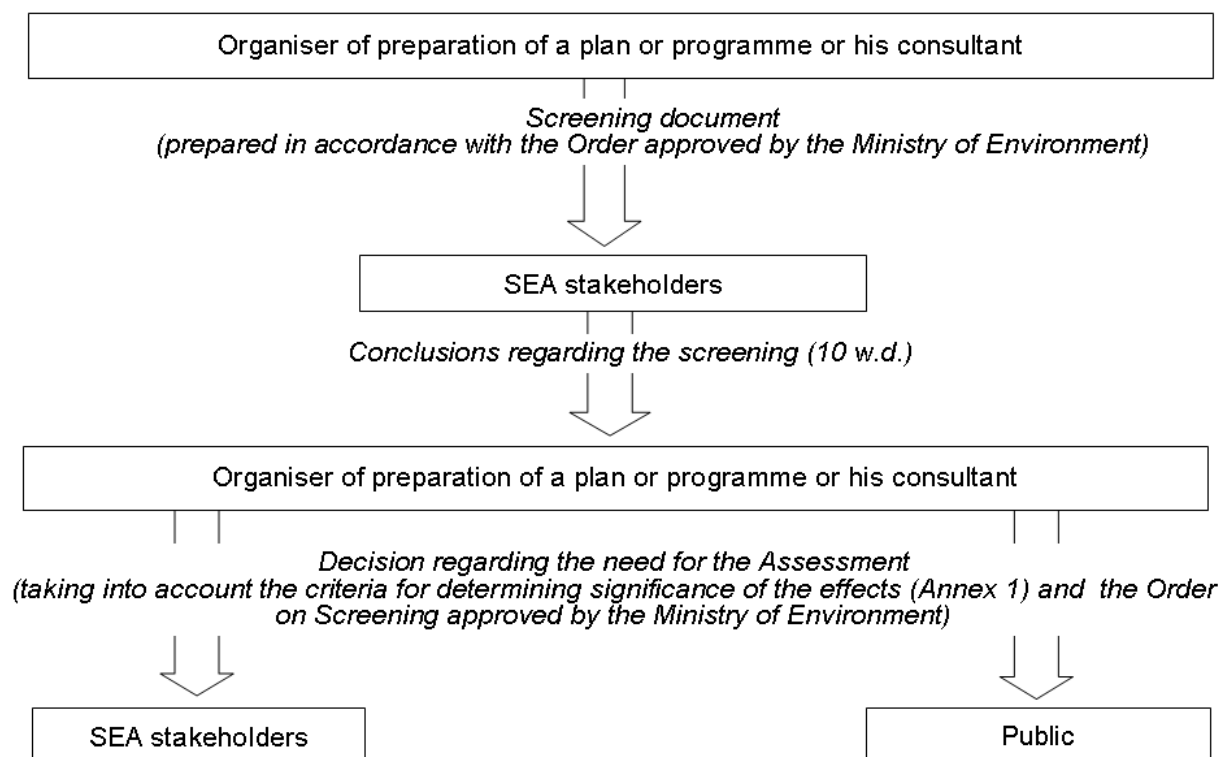 Organiser of preparation of a plan or programme or his consultant
Screening document
(prepared in accordance with the Order approved by the Ministry of Environment)
SEA stakeholders
Conclusions regarding the screening (10 w.d.)
Organiser of preparation of a plan or programme or his consultant
Decision regarding the need for the Assessment
(taking into account the criteria for determining significance of the effects (Annex 1) and the Order
on Screening approved by the Ministry of Environment)
SEA stakeholders
Public